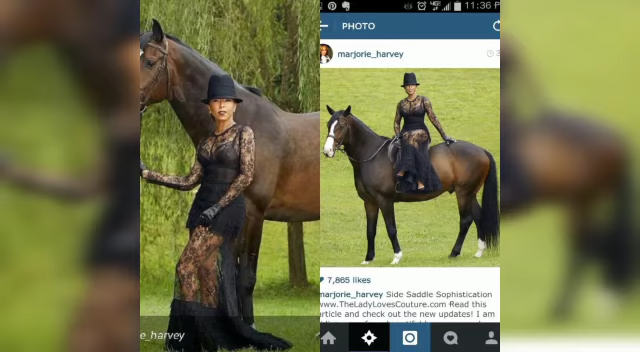 e_harvey
11:36 P
PHOTO
marjorie_harvey
7,865 likes
marjorie_harvey Side Saddle Sophistication
www.TheLadyLovesCouture.com Read this
article and check out the new updates! I am